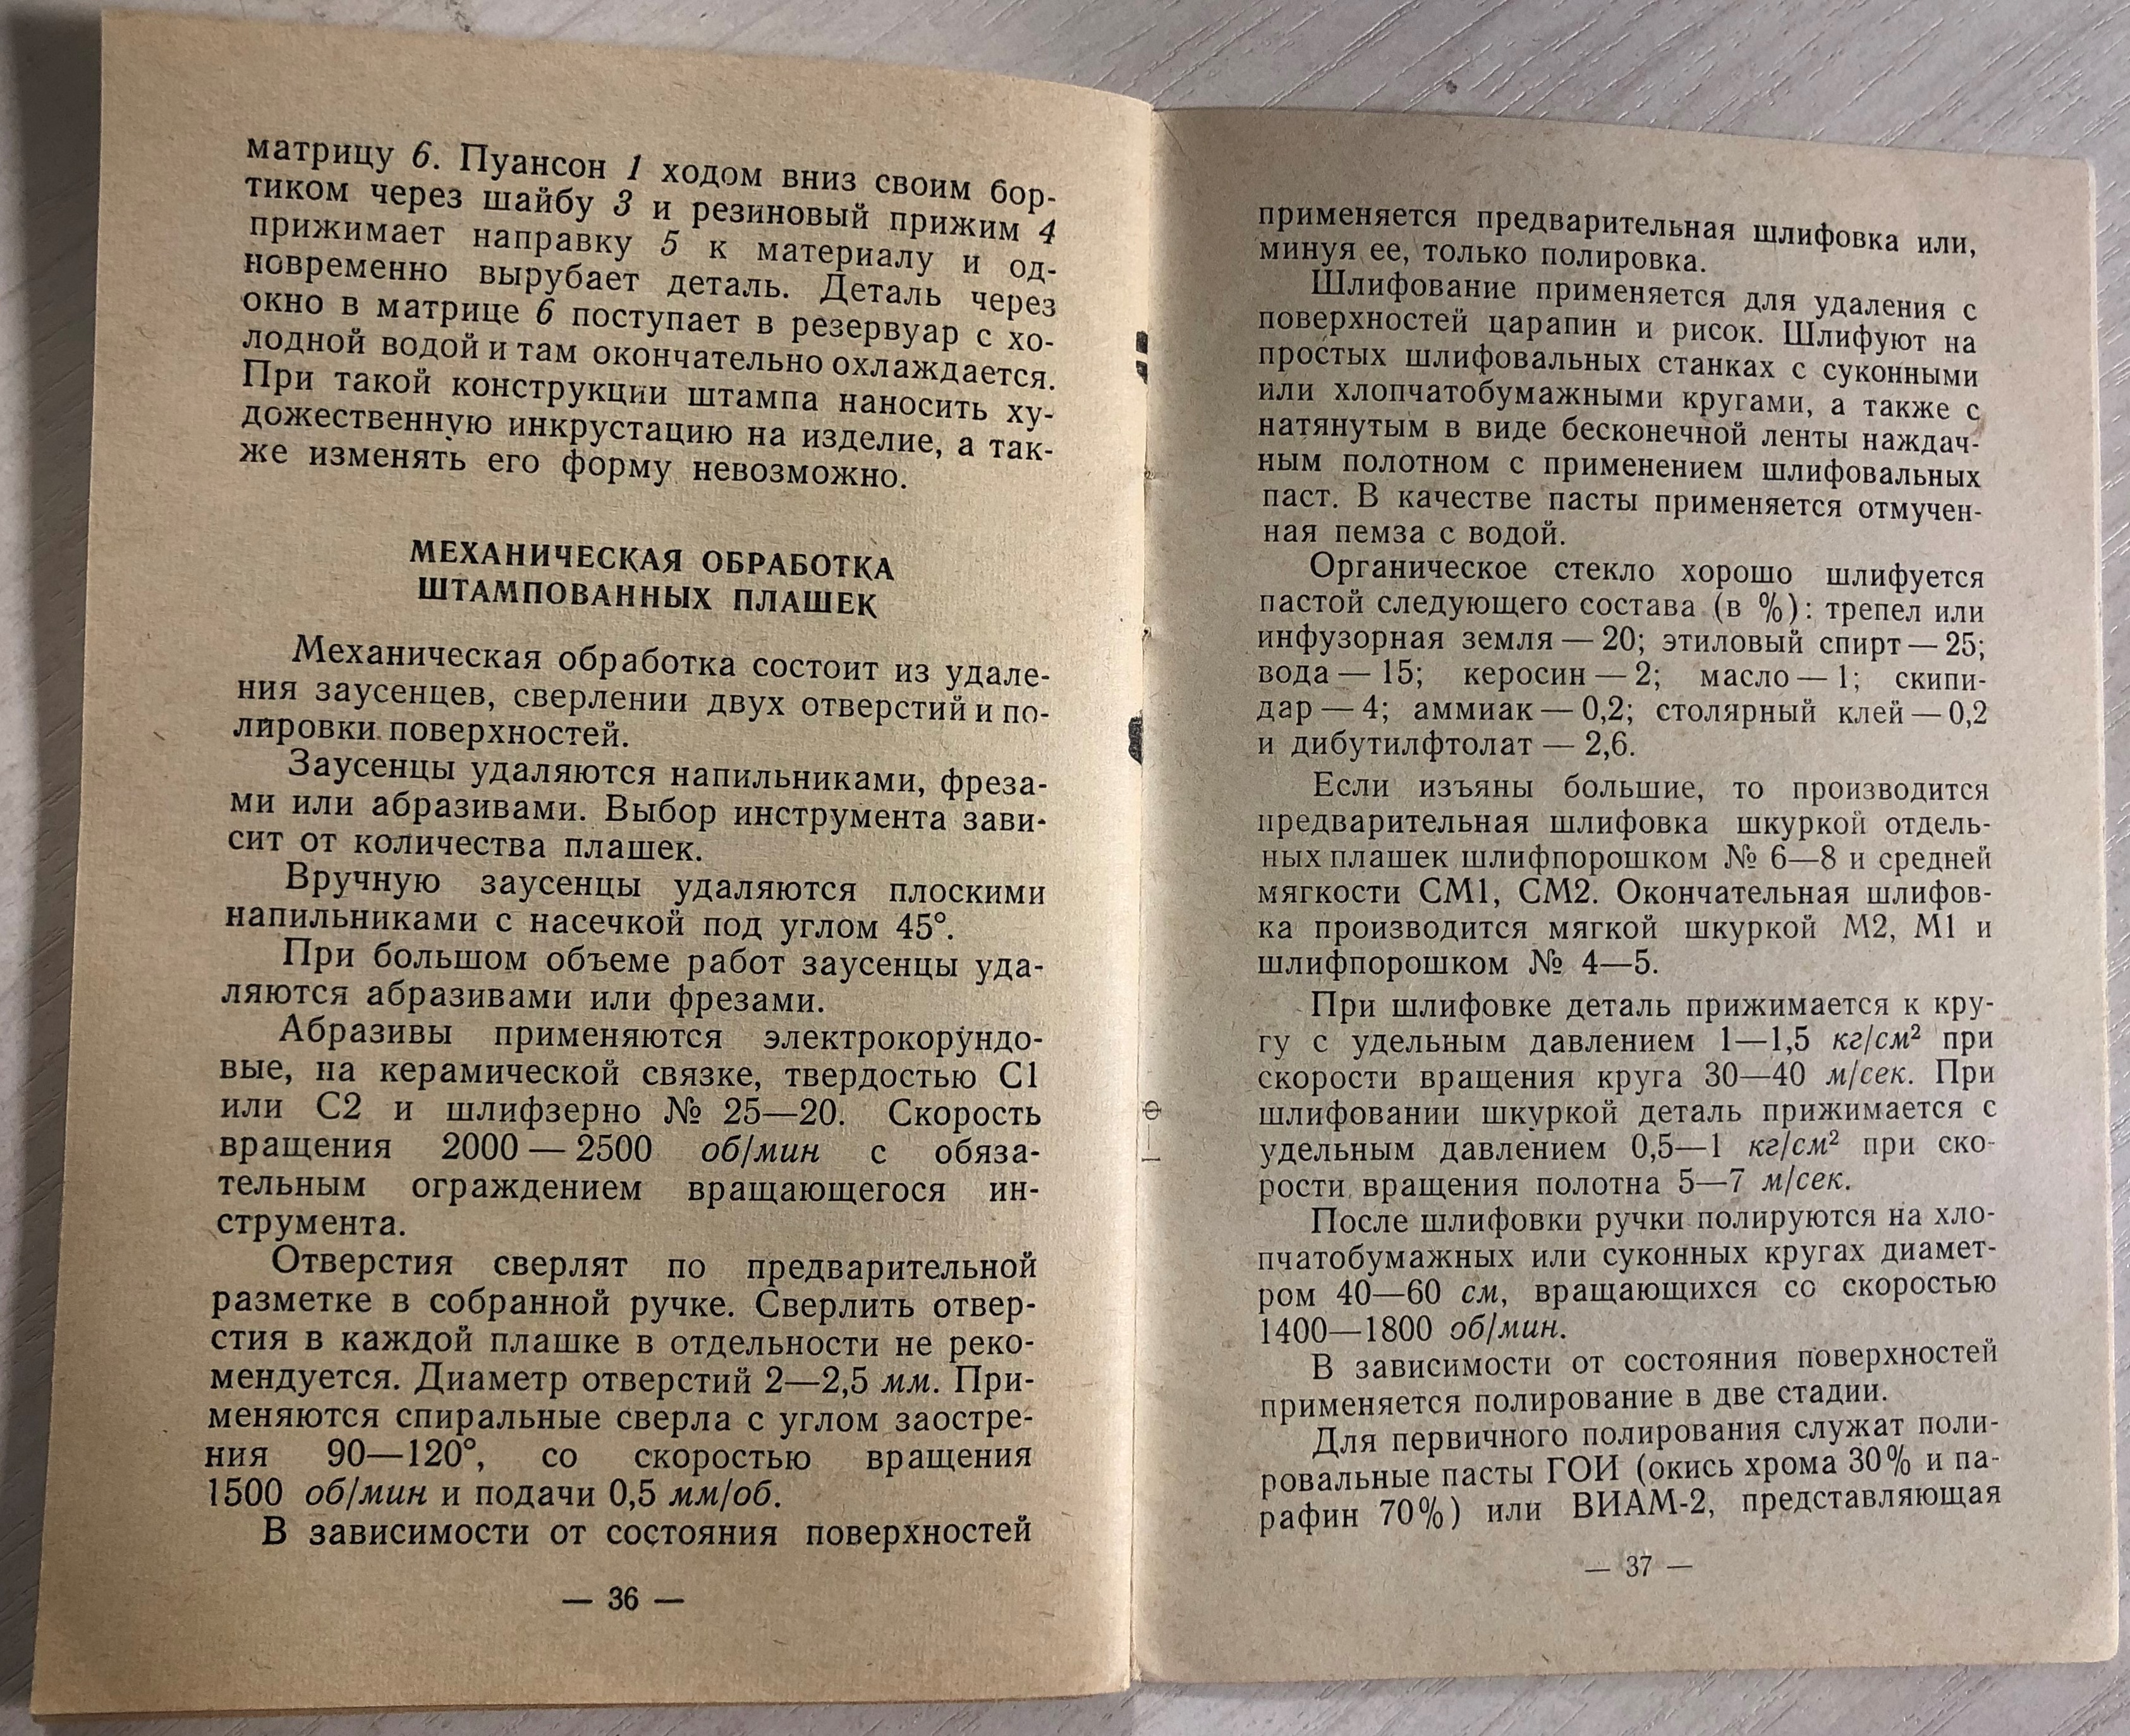 матрицу 6. Пуансон 1 ходом вниз своим бор-
тиком через шайбу 3 и резиновый прижим 4
прижимает направку 5 к материалу и од-
новременно вырубает деталь. Деталь через
окно в матрице 6 поступает в резервуар с хо-
лодной водой и там окончательно охлаждается.
При такой конструкции штампа наносить ху-
дожественную инкрустацию на изделие, а так-
же изменять его форму невозможно.
МЕХАНИЧЕСКАЯ ОБРАБОТКА
ШТАМПОВАННЫХ ПЛАШЕК
Механическая обработка состоит из удале-
ния заусенцев, сверлении двух отверстий и по-
лировки поверхностей.
Заусенцы удаляются напильниками, фреза-
ми или абразивами. Выбор инструмента зави-
сит от количества плашек.
Вручную заусенцы удаляются плоскими
напильниками с насечкой под углом 45°.
При большом объеме работ заусенцы уда-
ляются абразивами или фрезами.
Абразивы применяются электрокорундо-
вые, на керамической связке, твердостью С1
или С2 и шлифзерно № 25—20. Скорость
вращения 2000 — 2500 об/мин с обяза-
тельным ограждением вращающегося ин-
струмента.
Отверстия сверлят по предварительной
разметке в собранной ручке. Сверлить отвер-
стия в каждой плашке в отдельности не реко-
мендуется. Диаметр отверстий 2—2,5 мм. При-
меняются спиральные сверла с углом заостре-
ния 90—120°, со скоростью вращения
1500 об/мин и подачи 0,5 мм/об.
В зависимости от состояния поверхностей
— 36 —
применяется предварительная шлифовка или,
минуя ее, только полировка.
Шлифование применяется для удаления с
поверхностей царапин и рисок. Шлифуют на
простых шлифовальных станках с суконными
или хлопчатобумажными кругами, а также с
натянутым в виде бесконечной ленты наждач-
ным полотном с применением шлифовальных
паст. В качестве пасты применяется отмучен-
ная пемза с водой.
Органическое стекло хорошо шлифуется
пастой следующего состава (в %): трепел или
инфузорная земля — 20; этиловый спирт — 25;
вода — 15; керосин — 2; масло — 1; скипи-
дар — 4; аммиак — 0,2; столярный клей — 0,2
и дибутилфтолат — 2,6.
Если изъяны большие, то производится
предварительная шлифовка шкуркой отдель-
ных плашек шлифпорошком № 6—8 и средней
мягкости СМ1, СМ2. Окончательная шлифов-
ка производится мягкой шкуркой М2, М1 и
шлифпорошком № 4—5.
При шлифовке деталь прижимается к кру-
гу с удельным давлением 1—1,5 кг/см² при
скорости вращения круга 30—40 м/сек. При
шлифовании шкуркой деталь прижимается с
удельным давлением 0,5—1 кг/см² при ско-
рости вращения полотна 5—7 м/сек.
После шлифовки ручки полируются на хло-
пчатобумажных или суконных кругах диамет-
ром 40—60 см, вращающихся со скоростью
1400—1800 об/мин.
В зависимости от состояния поверхностей
применяется полирование в две стадии.
Для первичного полирования служат поли-
ровальные пасты ГОИ (окись хрома 30% и па-
рафин 70%) или ВИАМ-2, представляющая
— 37 —